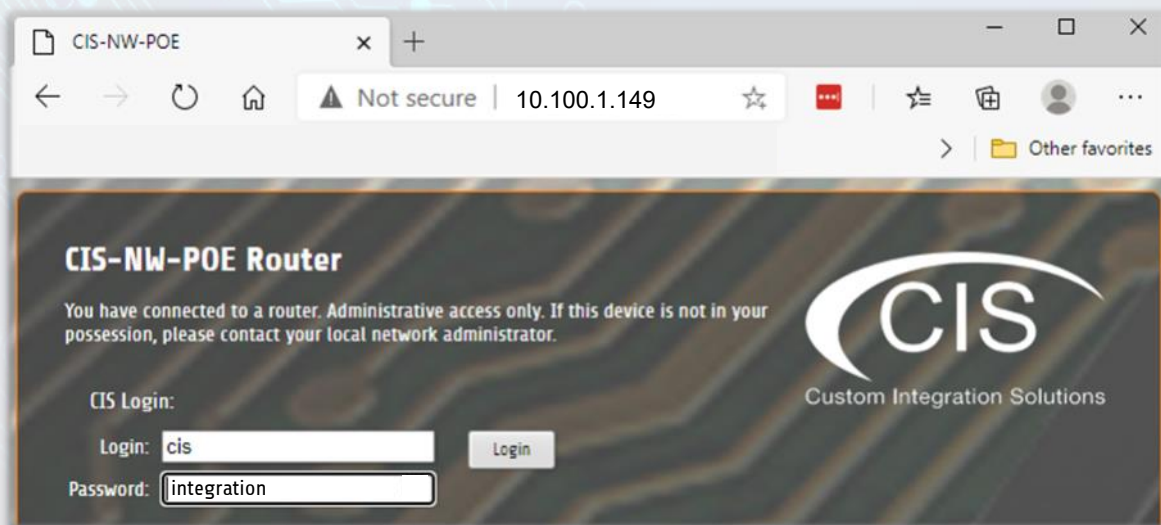 CIS-NW-POE
Not secure | 10.100.1.149
Other favorites
CIS-NW-POE Router
You have connected to a router. Administrative access only. If this device is not in your
possession, please contact your local network administrator.
CIS
Custom Integration Solutions
CIS Login:
Login: cis Login
Password: integration